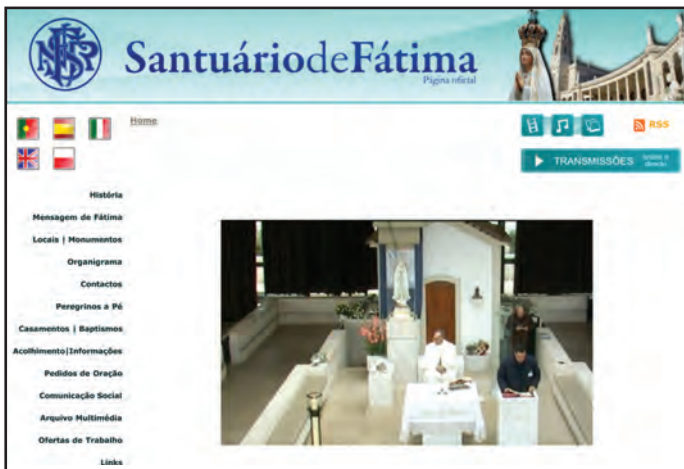 SantuáriodeFátima
Página oficial
Home
RSS
TRANSMISSÕES
História
Mensagem de Fátima
Locais | Monumentos
Organigrama
Contactos
Peregrinos a Pé
Casamentos | Baptismos
Acolhimento|Informações
Pedidos de Oração
Comunicação Social
Arquivo Multimédia
Ofertas de Trabalho
Links